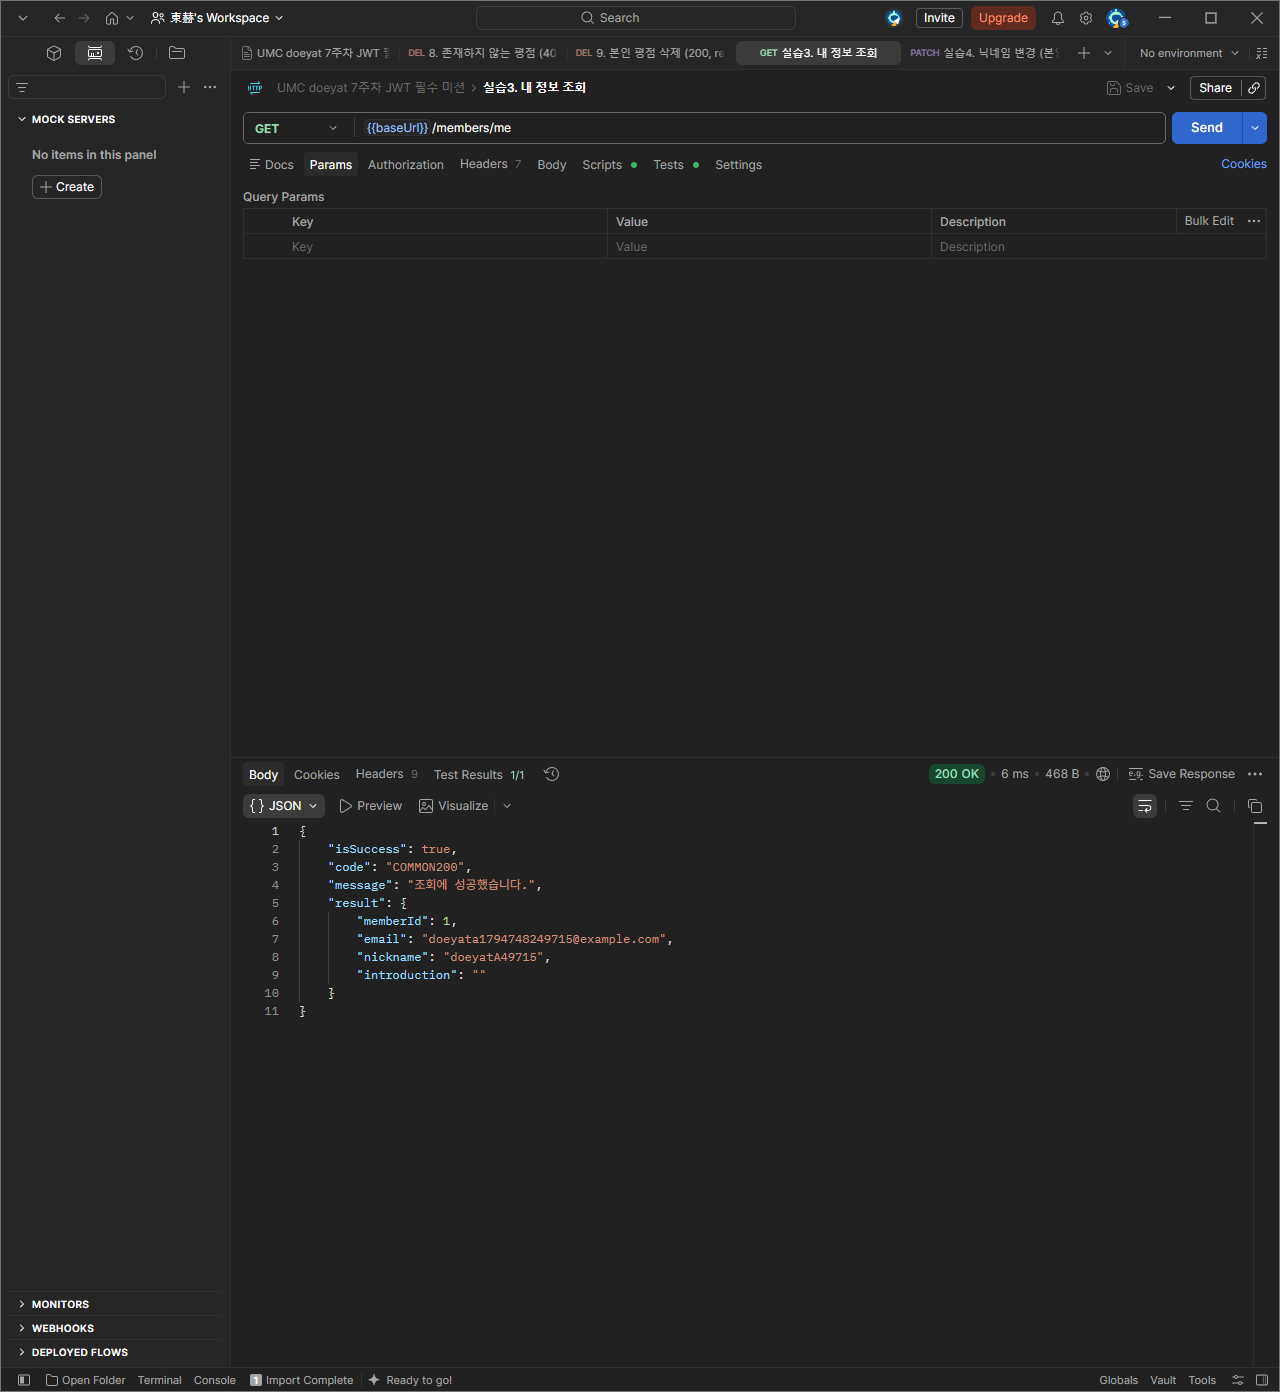 東赫's Workspace
Search
Invite
Upgrade
UMC doeyat 7주차 JWT 필
DEL 8. 존재하지 않는 평점 (40
DEL 9. 본인 평점 삭제 (200, re
GET 실습3. 내 정보 조회
PATCH 실습4. 닉네임 변경 (본인
No environment
HTTP
UMC doeyat 7주차 JWT 필수 미션 > 실습3. 내 정보 조회
Save
Share
MOCK SERVERS
No items in this panel
Create
GET
{{baseUrl}} /members/me
Send
Docs
Params
Authorization
Headers 7
Body
Scripts
Tests
Settings
Cookies
Query Params
Key
Value
Description
Bulk Edit
Key
Value
Description
Body
Cookies
Headers 9
Test Results 1/1
200 OK
6 ms
468 B
e.g. Save Response
{} JSON
Preview
Visualize
1 {
2 "isSuccess": true,
3 "code": "COMMON200",
4 "message": "조회에 성공했습니다.",
5 "result": {
6 "memberId": 1,
7 "email": "doeyata1794748249715@example.com",
8 "nickname": "doeyatA49715",
9 "introduction": ""
10 }
11 }
MONITORS
WEBHOOKS
DEPLOYED FLOWS
Open Folder
Terminal
Console
1 Import Complete
Ready to go!
Globals
Vault
Tools